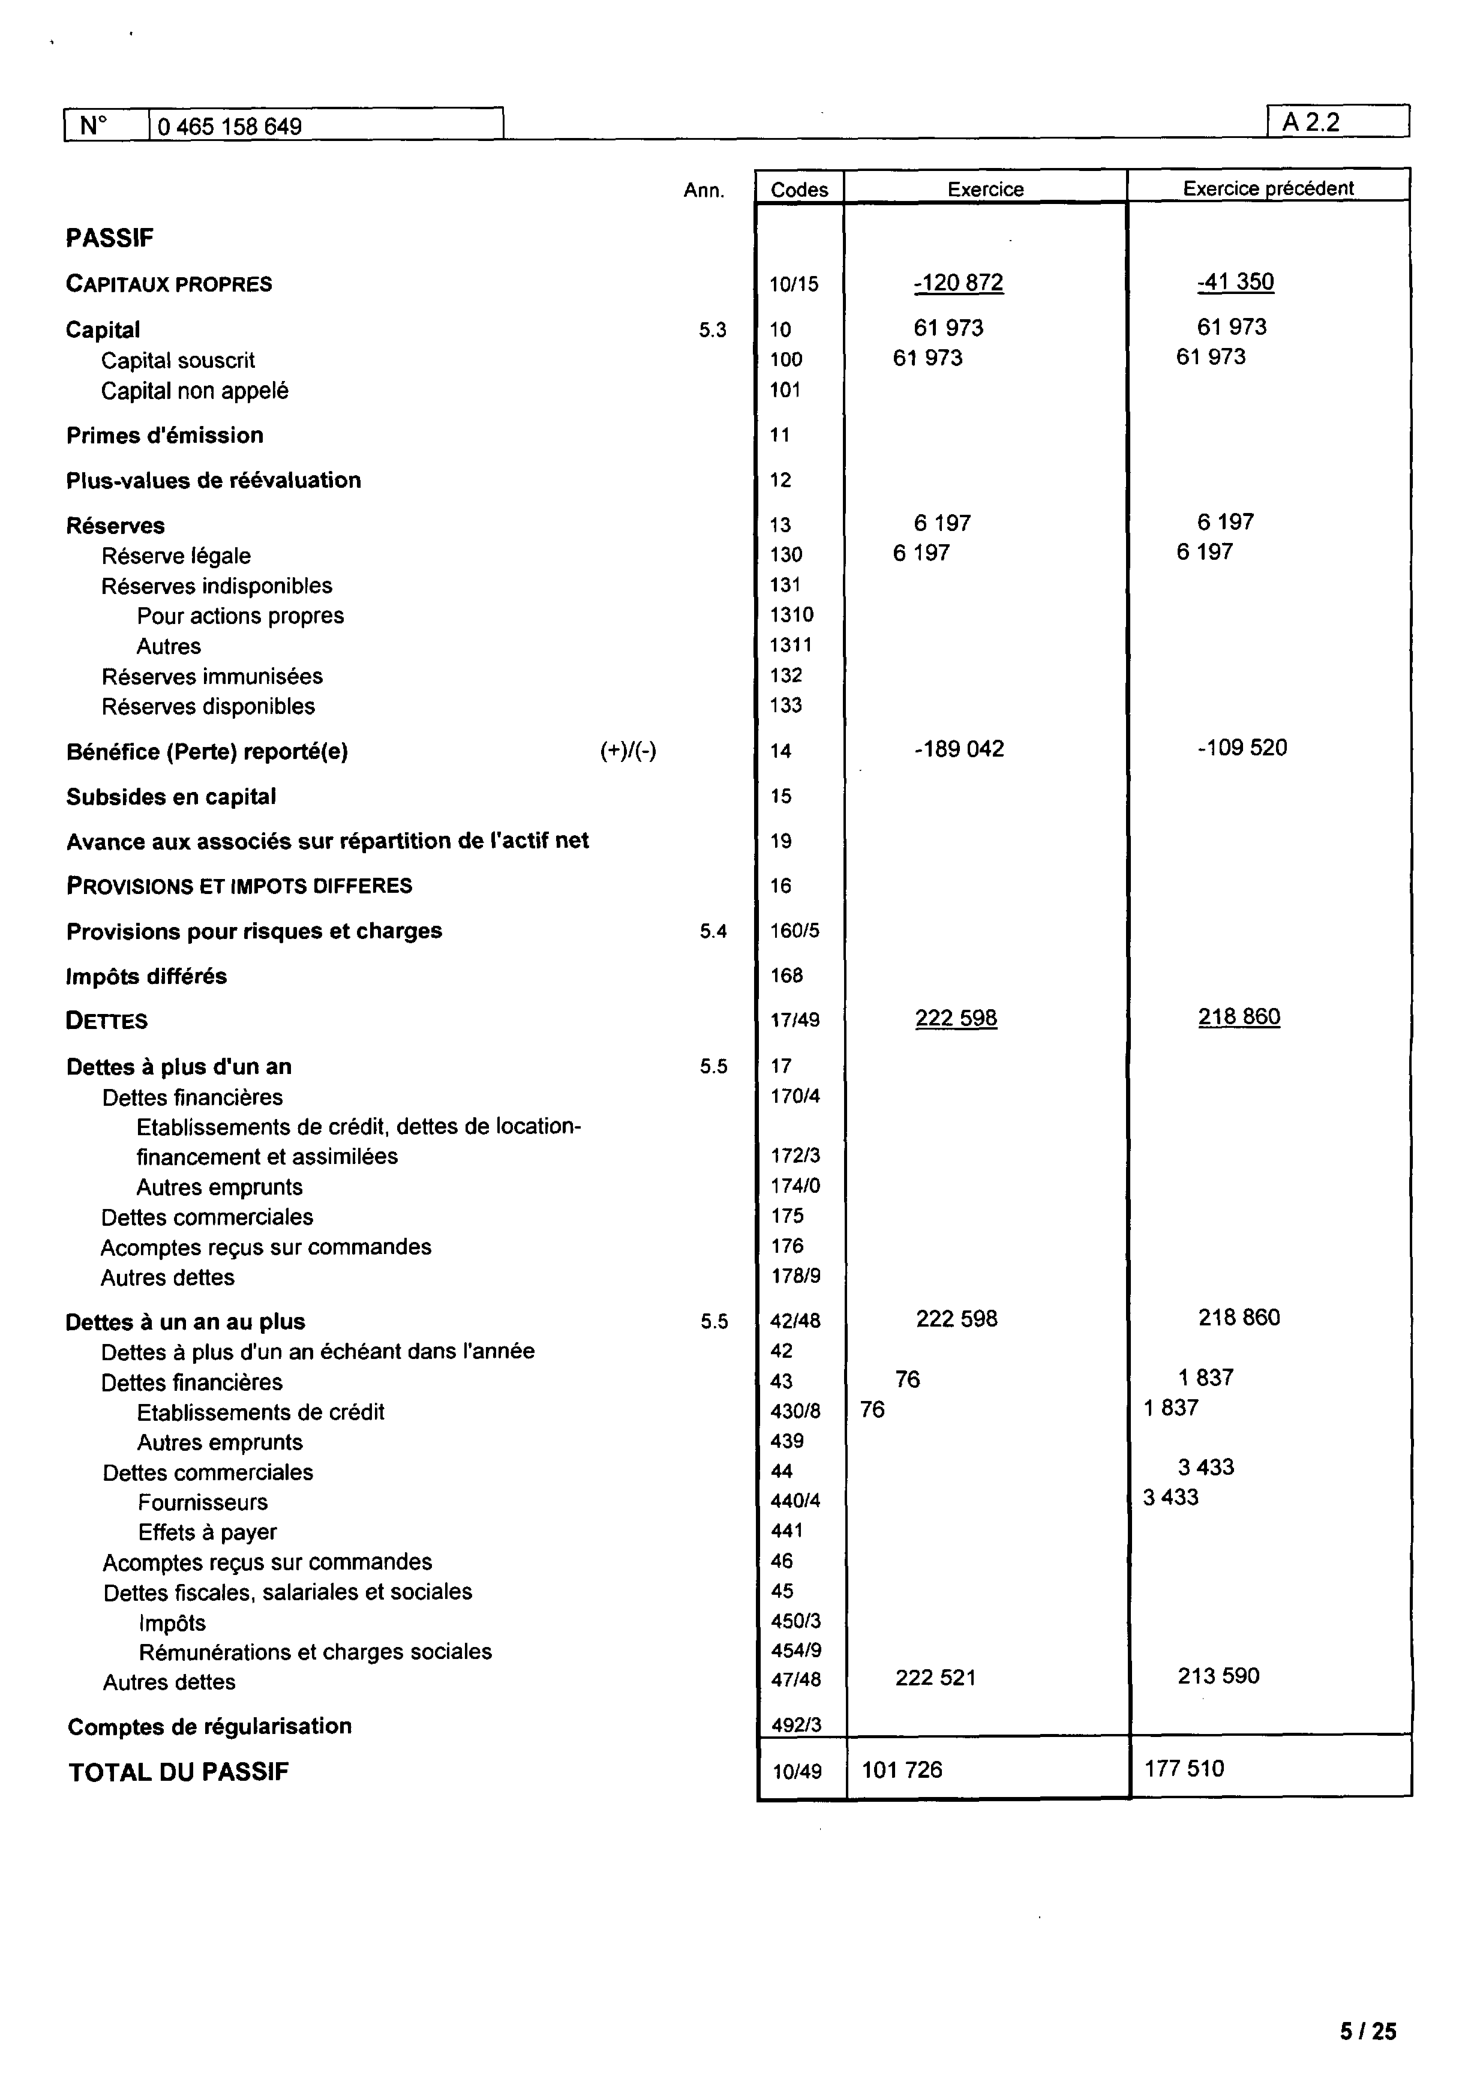 N° 0 465 158 649 A 2.2
Ann. Codes Exercice Exercice précédent
PASSIF
CAPITAUX PROPRES 10/15 -120 872 -41 350
Capital 5.3 10 61 973 61 973
Capital souscrit 100 61 973 61 973
Capital non appelé 101
Primes d'émission 11
Plus-values de réévaluation 12
Réserves 13 6 197 6 197
Réserve légale 130 6 197 6 197
Réserves indisponibles 131
Pour actions propres 1310
Autres 1311
Réserves immunisées 132
Réserves disponibles 133
Bénéfice (Perte) reporté(e) (+)/(-) 14 -189 042 -109 520
Subsides en capital 15
Avance aux associés sur répartition de l'actif net 19
PROVISIONS ET IMPOTS DIFFERES 16
Provisions pour risques et charges 5.4 160/5
Impôts différés 168
DETTES 17/49 222 598 218 860
Dettes à plus d'un an 5.5 17
Dettes financières 170/4
Etablissements de crédit, dettes de location-
financement et assimilées 172/3
Autres emprunts 174/0
Dettes commerciales 175
Acomptes reçus sur commandes 176
Autres dettes 178/9
Dettes à un an au plus 5.5 42/48 222 598 218 860
Dettes à plus d'un an échéant dans l'année 42
Dettes financières 43 76 1 837
Etablissements de crédit 430/8 76 1 837
Autres emprunts 439
Dettes commerciales 44 3 433
Fournisseurs 440/4 3 433
Effets à payer 441
Acomptes reçus sur commandes 46
Dettes fiscales, salariales et sociales 45
Impôts 450/3
Rémunérations et charges sociales 454/9
Autres dettes 47/48 222 521 213 590
Comptes de régularisation 492/3
TOTAL DU PASSIF 10/49 101 726 177 510
5 / 25